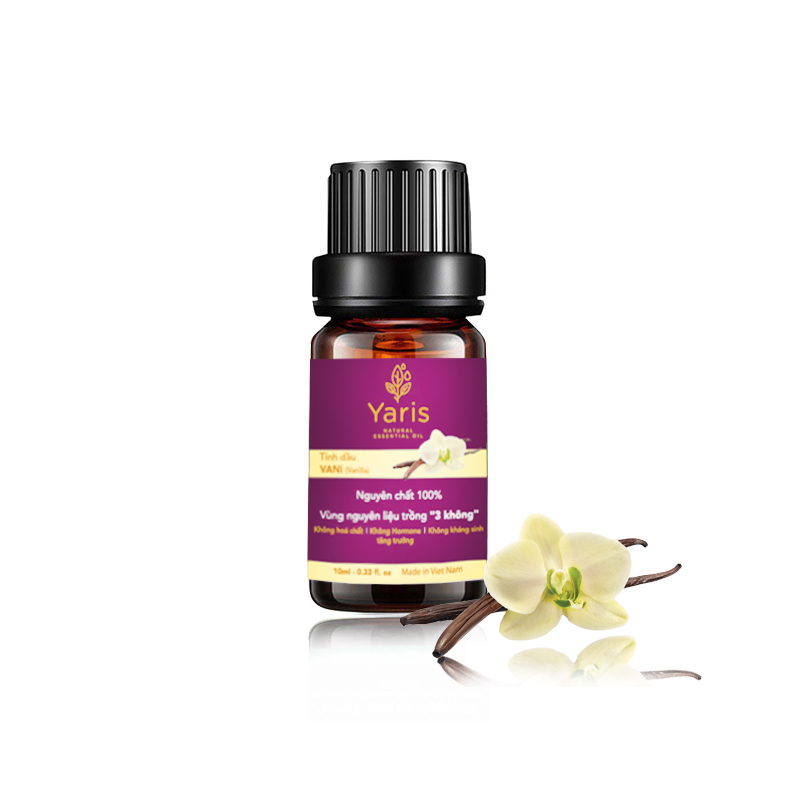 Yaris
NATURAL
ESSENTIAL OIL
Tinh dầu
VANI (Vanilla)
Nguyên chất 100%
Vùng nguyên liệu trồng "3 không"
Không hoá chất | Không Hormone | Không kháng sinh
tăng trưởng
10ml - 0.33 fl. oz Made in Việt Nam